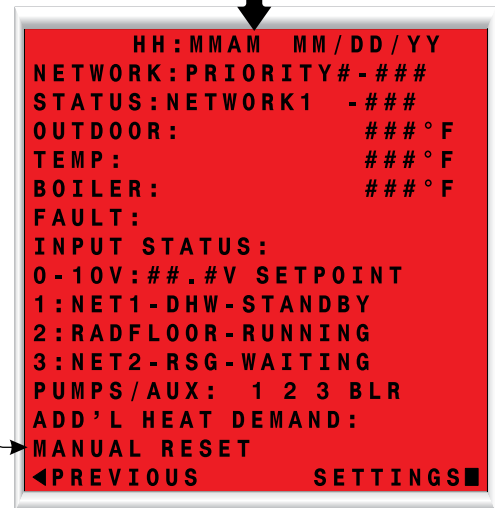 HH:MMAM MM/DD/YY
NETWORK:PRIORITY#-###
STATUS:NETWORK1 -###
OUTDOOR: ###°F
TEMP: ###°F
BOILER: ###°F
FAULT:
INPUT STATUS:
0-10V:##.#V SETPOINT
1:NET1-DHW-STANDBY
2:RADFLOOR-RUNNING
3:NET2-RSG-WAITING
PUMPS/AUX: 1 2 3 BLR
ADD'L HEAT DEMAND:
MANUAL RESET
◀PREVIOUS SETTINGS■